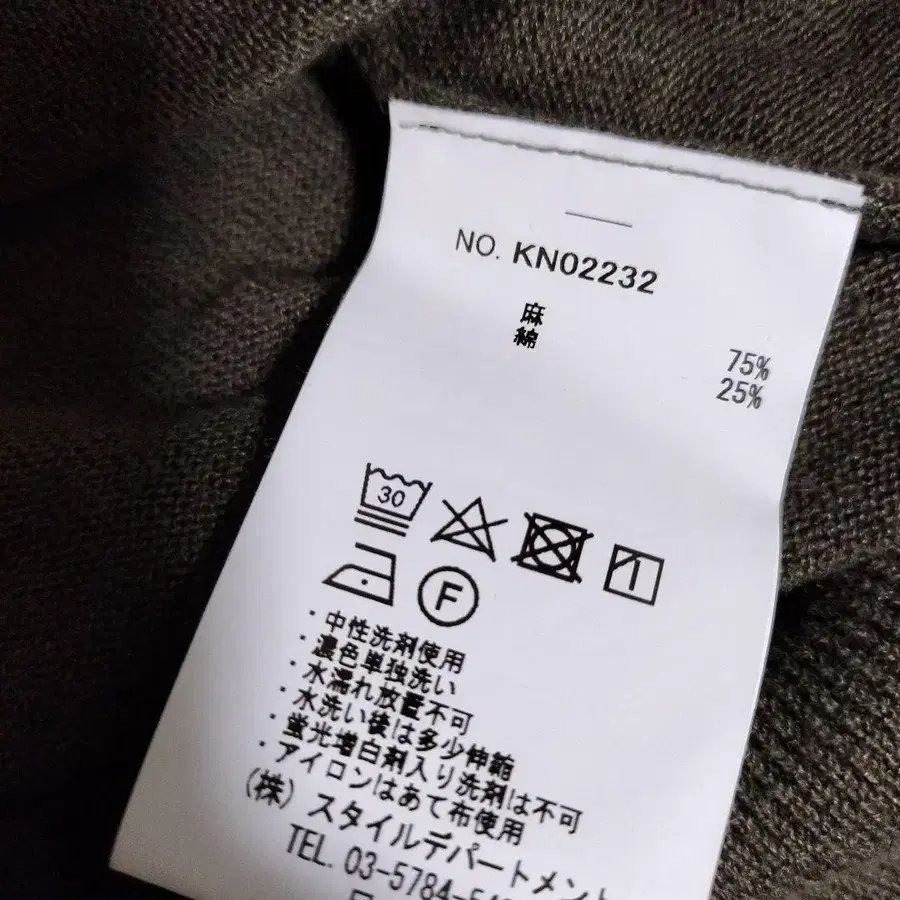 NO. KN02232
麻 75%
綿 25%
30
F
・中性洗剤使用
・濃色単独洗い
・水濡れ放置不可
・水洗い後は多少伸縮
・蛍光増白剤入り洗剤は不可
・アイロンはあて布使用
(株) スタイルデパートメント
TEL. 03-5784-